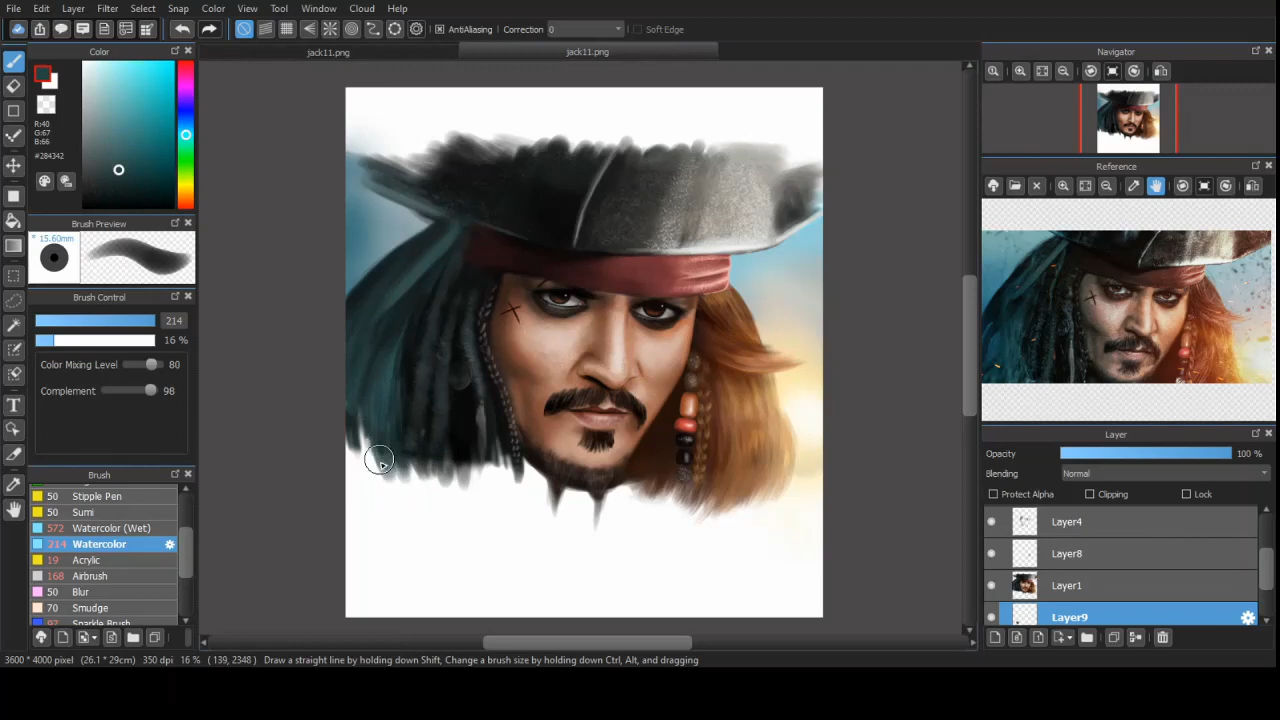 File Edit Layer Filter Select Snap Color View Tool Window Cloud Help
AntiAliasing Correction 0 Soft Edge
Color
jack11.png jack11.png
Navigator
R:40
G:67
B:66
#284342
Reference
Brush Preview
* 15.60mm
Brush Control
214
16 %
Color Mixing Level 80
Complement 98
Layer
Opacity 100 %
Blending Normal
Protect Alpha Clipping Lock
Brush
50 Stipple Pen
50 Sumi
572 Watercolor (Wet)
214 Watercolor
19 Acrylic
168 Airbrush
50 Blur
70 Smudge
97 Sparkle Brush
Layer4
Layer8
Layer1
Layer9
3600 * 4000 pixel (26.1 * 29cm) 350 dpi 16 % ( 139, 2348 ) Draw a straight line by holding down Shift, Change a brush size by holding down Ctrl, Alt, and dragging